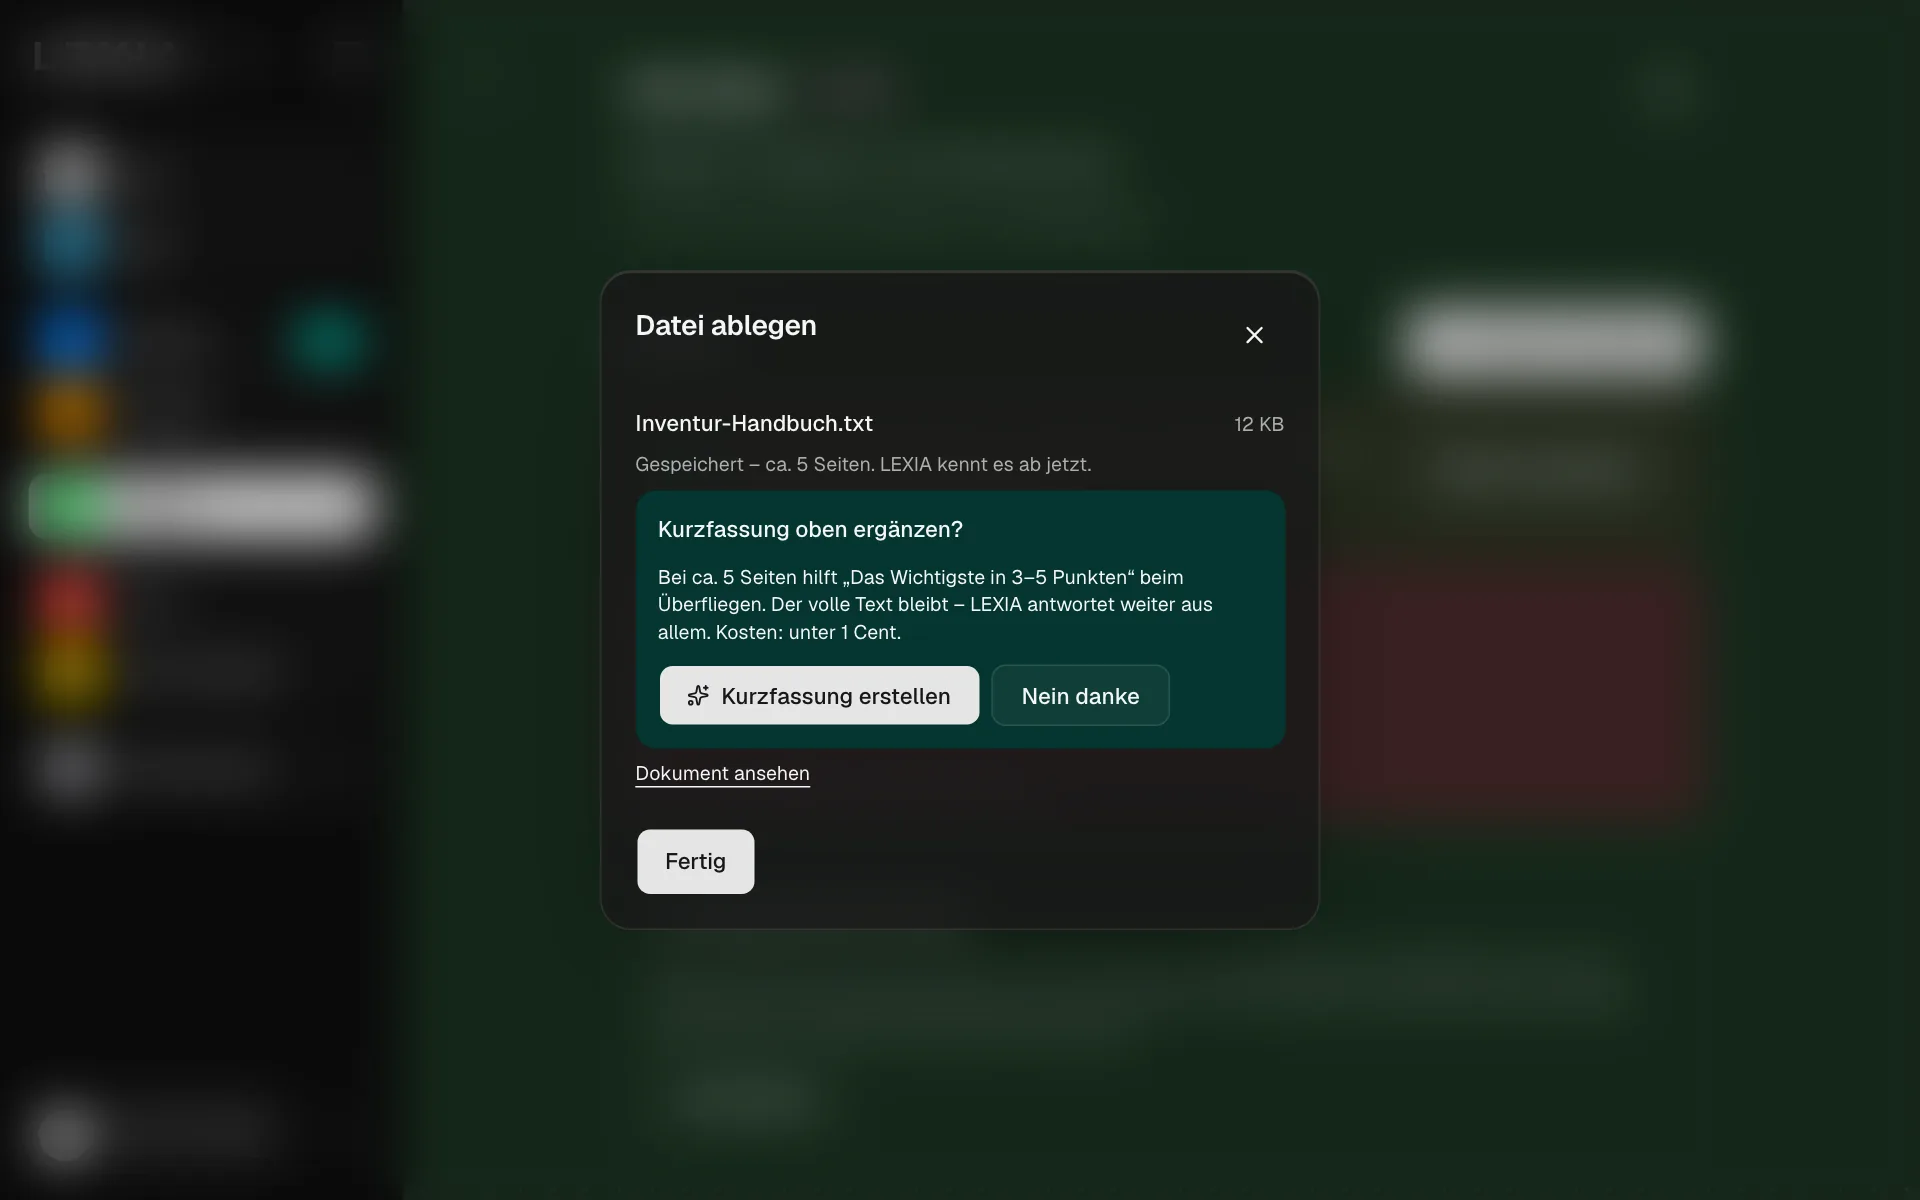 Datei ablegen
Inventur-Handbuch.txt 12 KB
Gespeichert – ca. 5 Seiten. LEXIA kennt es ab jetzt.
Kurzfassung oben ergänzen?
Bei ca. 5 Seiten hilft „Das Wichtigste in 3–5 Punkten“ beim
Überfliegen. Der volle Text bleibt – LEXIA antwortet weiter aus
allem. Kosten: unter 1 Cent.
Kurzfassung erstellen Nein danke
Dokument ansehen
Fertig